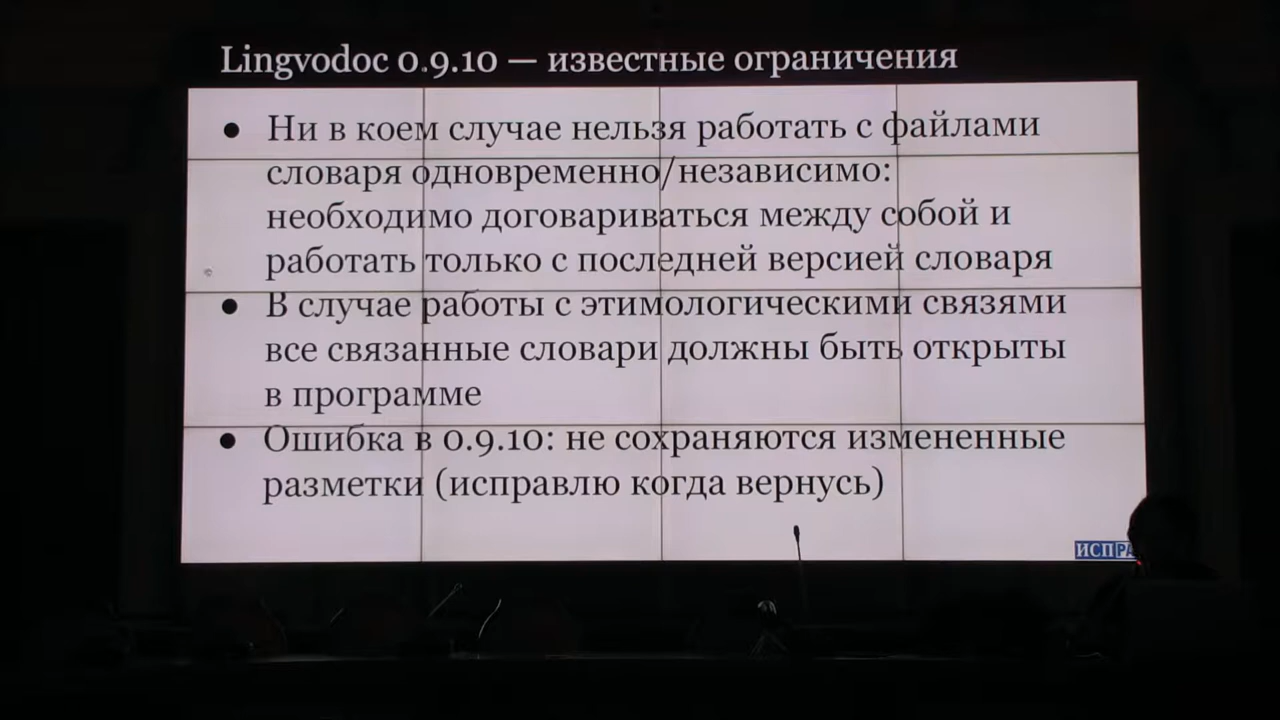 Lingvodoc 0.9.10 — известные ограничения
● Ни в коем случае нельзя работать с файлами
словаря одновременно/независимо:
необходимо договариваться между собой и
работать только с последней версией словаря
● В случае работы с этимологическими связями
все связанные словари должны быть открыты
в программе
● Ошибка в 0.9.10: не сохраняются измененные
разметки (исправлю когда вернусь)
ИСПРА